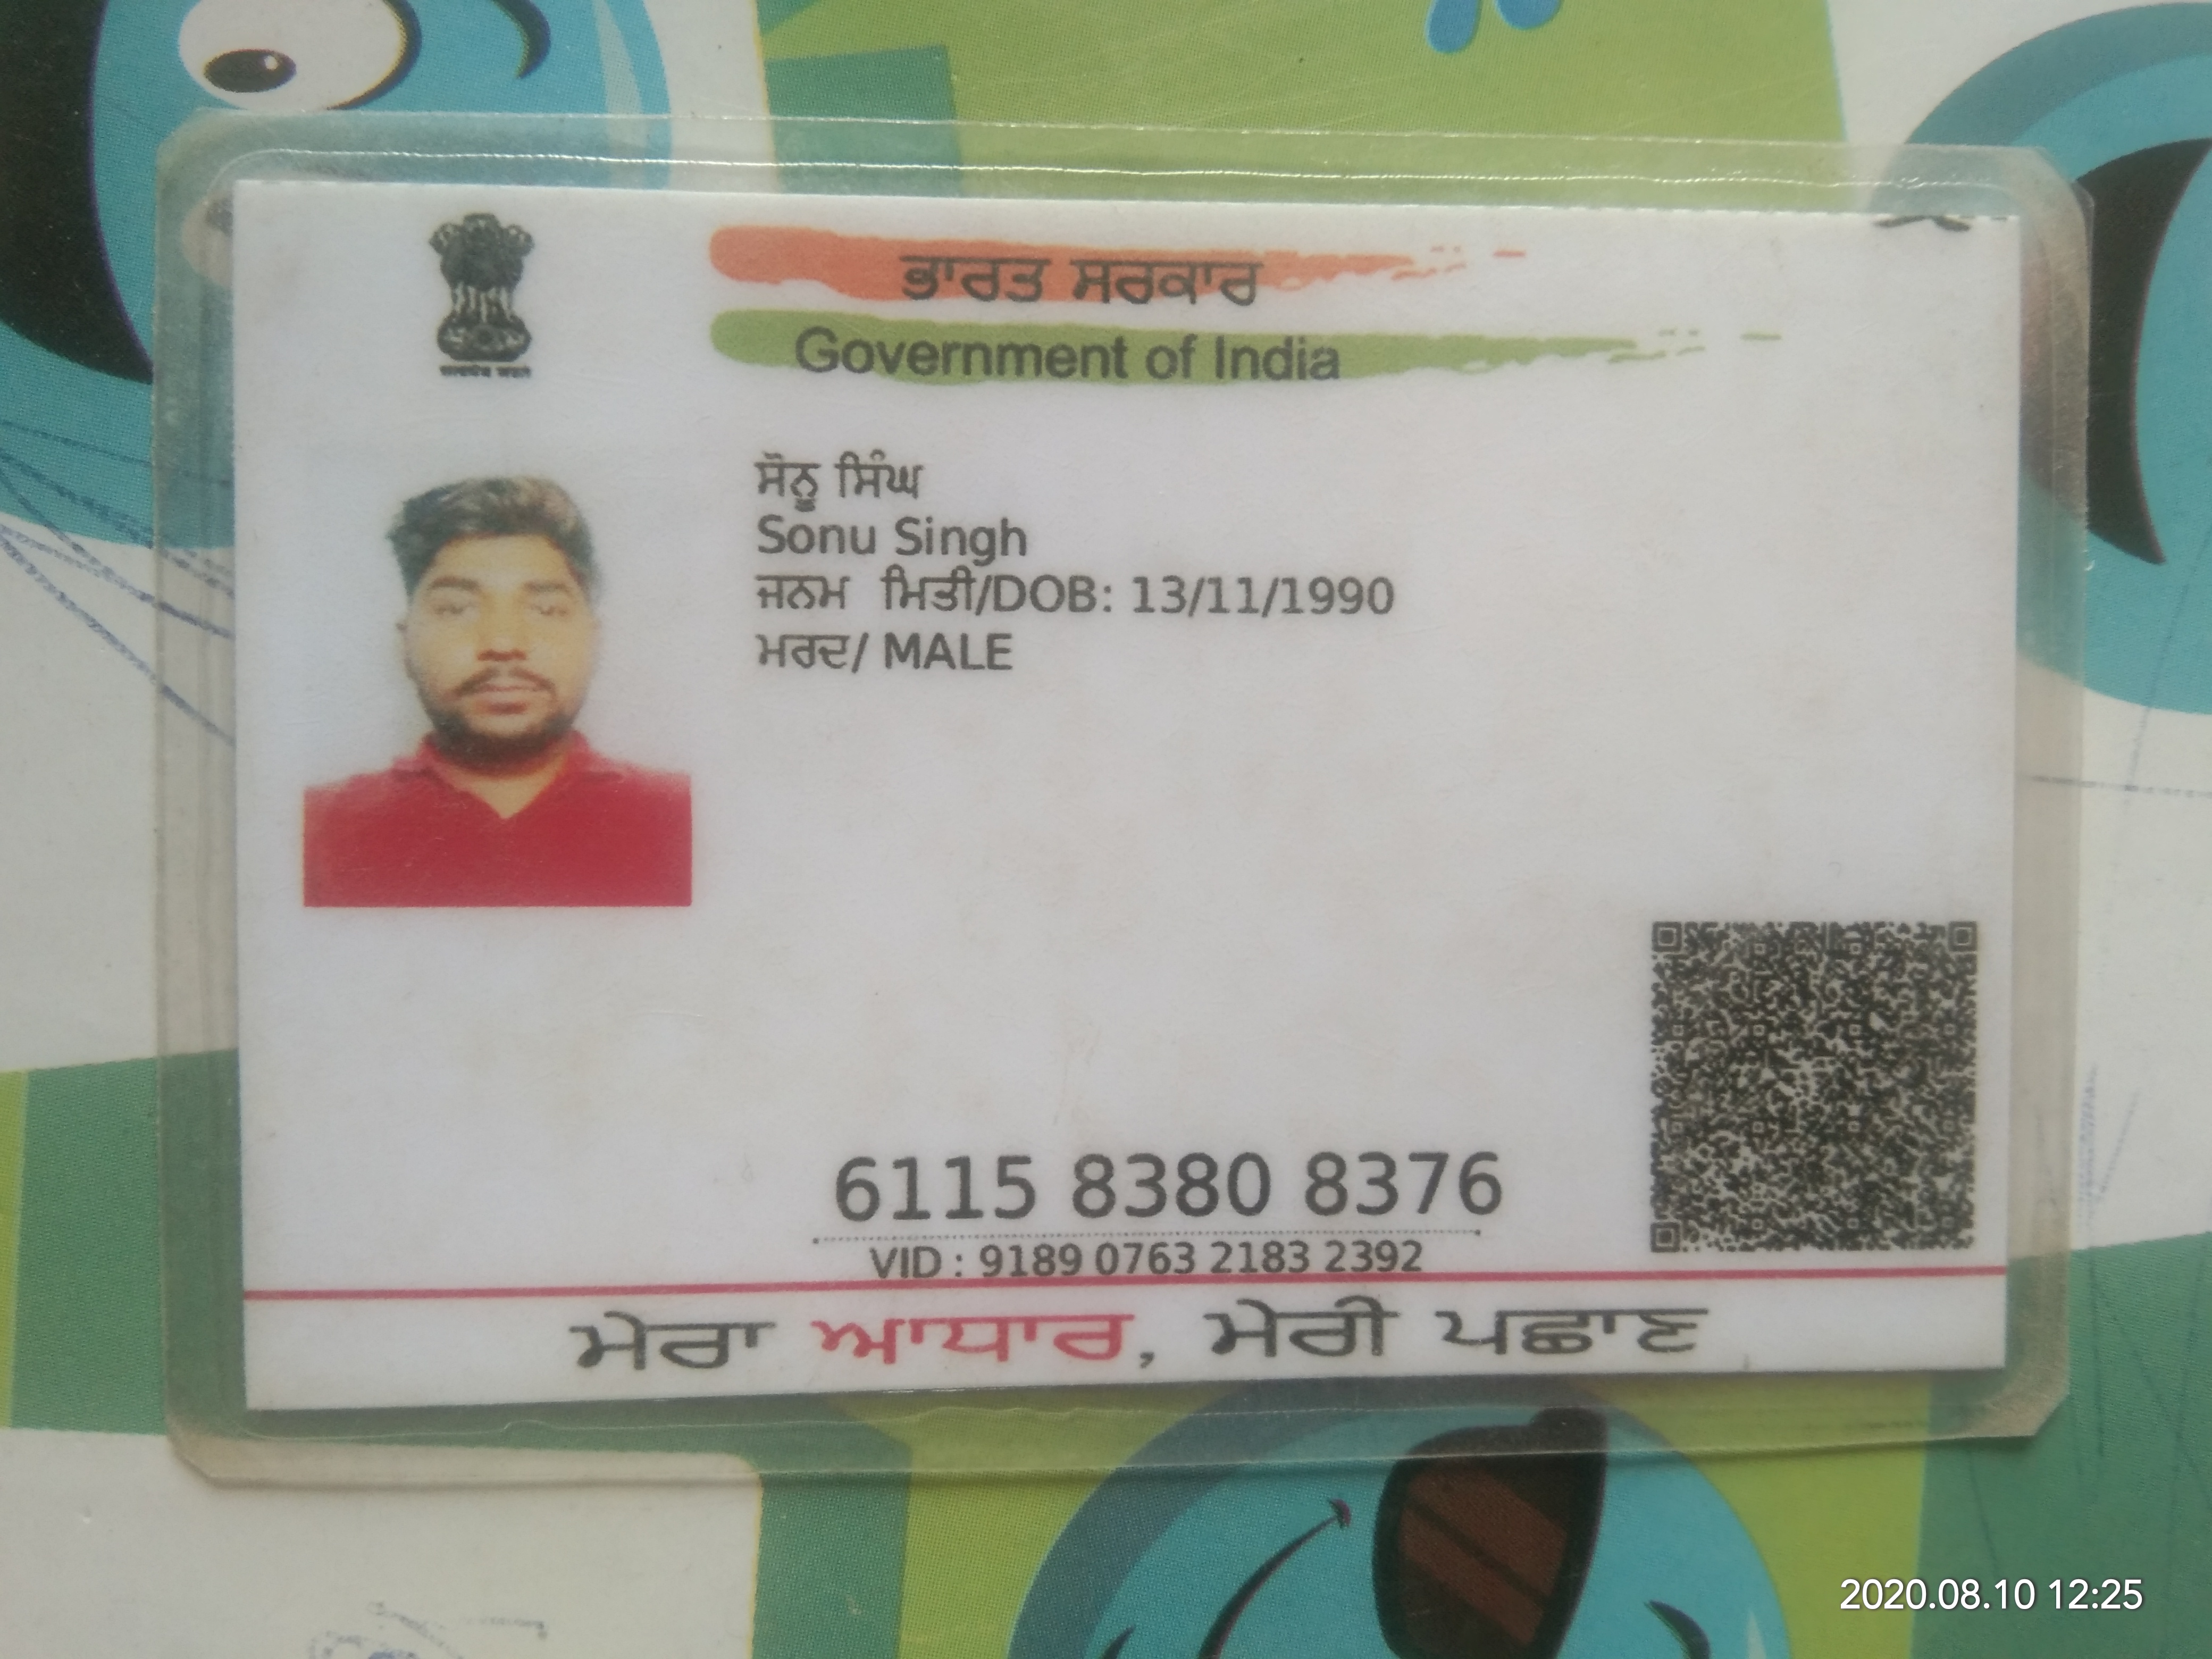 ਭਾਰਤ ਸਰਕਾਰ
Government of India
ਸੋਨੂ ਸਿੰਘ
Sonu Singh
ਜਨਮ ਮਿਤੀ/DOB: 13/11/1990
ਮਰਦ/ MALE
6115 8380 8376
VID : 9189 0763 2183 2392
ਮੇਰਾ ਆਧਾਰ, ਮੇਰੀ ਪਛਾਣ
2020.08.10 12:25